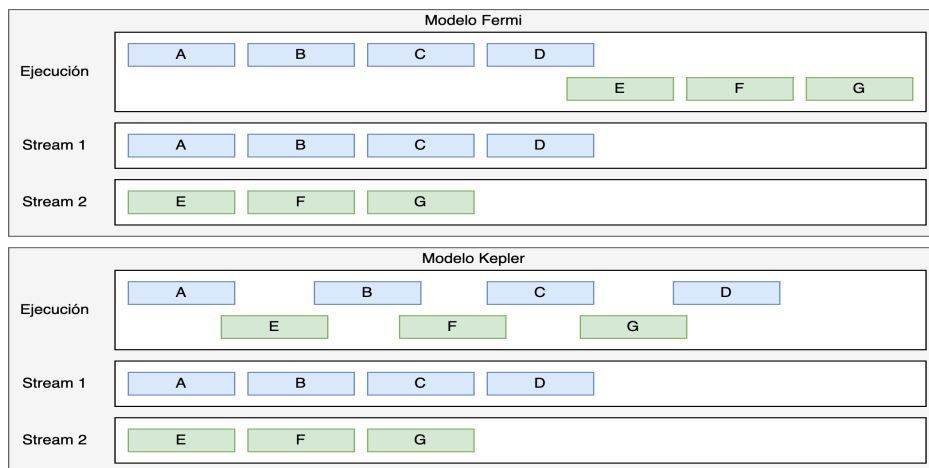 Modelo Fermi
Ejecución
A B C D
E F G
Stream 1
A B C D
Stream 2
E F G
Modelo Kepler
Ejecución
A B C D
E F G
Stream 1
A B C D
Stream 2
E F G